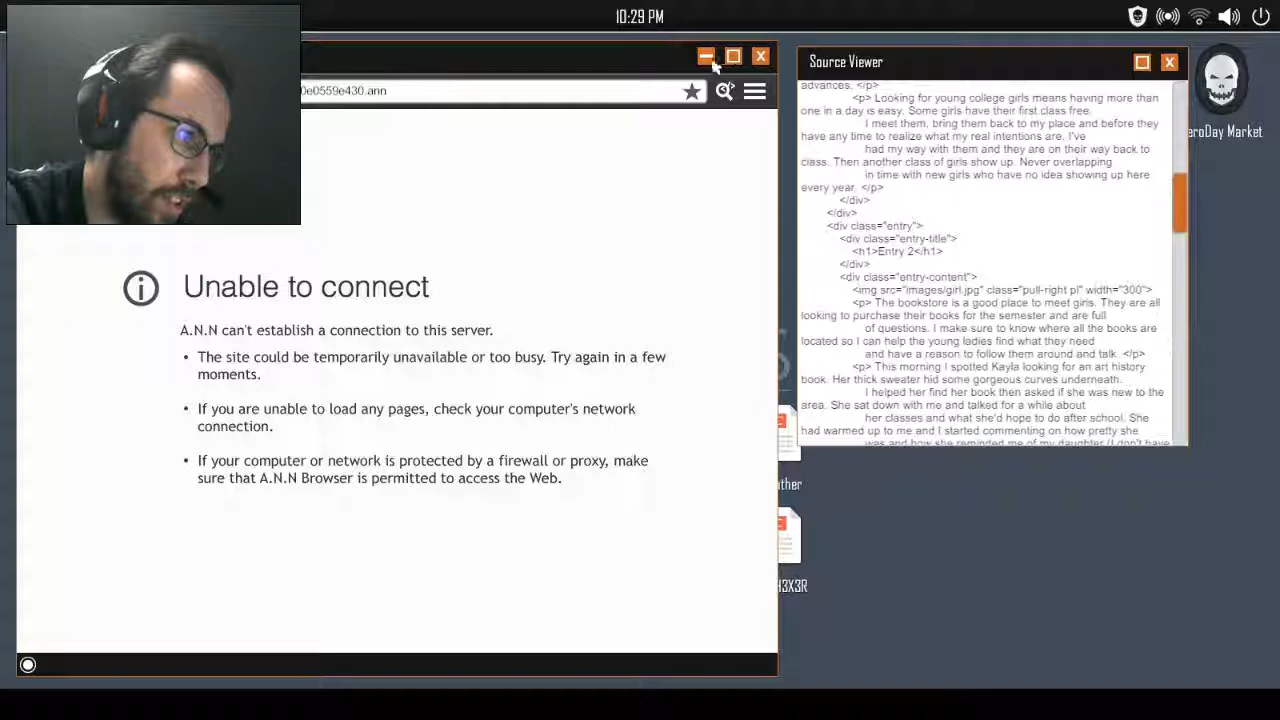 10:29 PM
0e0559e430.ann
Unable to connect
A.N.N can't establish a connection to this server.
• The site could be temporarily unavailable or too busy. Try again in a few
moments.
• If you are unable to load any pages, check your computer's network
connection.
• If your computer or network is protected by a firewall or proxy, make
sure that A.N.N Browser is permitted to access the Web.
Source Viewer
advances. </p>
<p> Looking for young college girls means having more than
one in a day is easy. Some girls have their first class free.
I meet them, bring them back to my place and before they
have any time to realize what my real intentions are, I've
had my way with them and they are on their way back to
class. Then another class of girls show up. Never overlapping
in time with new girls who have no idea showing up here
every year. </p>
</div>
</div>
<div class="entry">
<div class="entry-title">
<h1>Entry 2</h1>
</div>
<div class="entry-content">
<img src="images/girl.jpg" class="pull-right pl" width="300">
<p> The bookstore is a good place to meet girls. They are all
looking to purchase their books for the semester and are full
of questions. I make sure to know where all the books are
located so I can help the young ladies find what they need
and have a reason to follow them around and talk. </p>
<p> This morning I spotted Kayla looking for an art history
book. Her thick sweater hid some gorgeous curves underneath.
I helped her find her book then asked if she was new to the
area. She sat down with me and talked for a while about
her classes and what she'd hope to do after school. She
had warmed up to me and I started commenting on how pretty she
was and how she reminded me of my daughter (I don't have
eroDay Market
ther
H3X3R